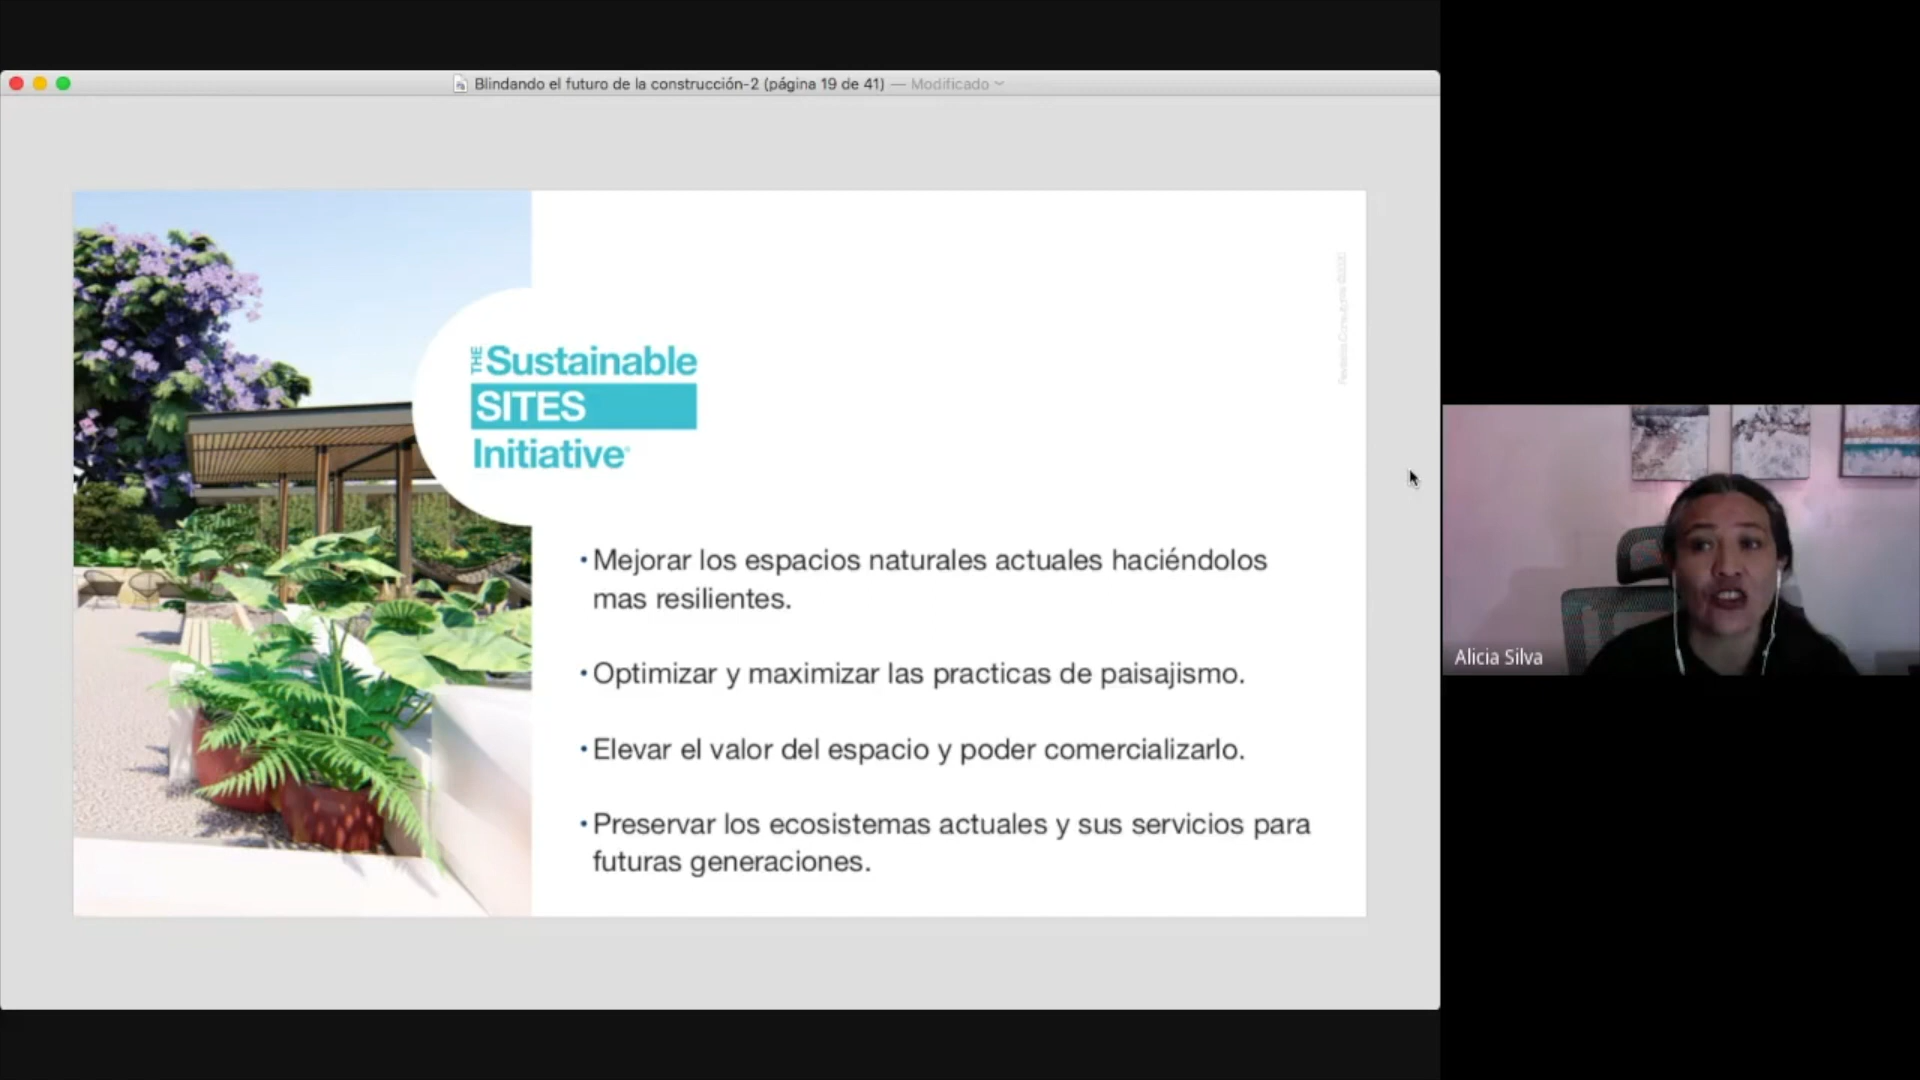 Blindando el futuro de la construcción-2 (página 19 de 41) — Modificado
THE Sustainable
SITES
Initiative
• Mejorar los espacios naturales actuales haciéndolos
mas resilientes.
• Optimizar y maximizar las practicas de paisajismo.
• Elevar el valor del espacio y poder comercializarlo.
• Preservar los ecosistemas actuales y sus servicios para
futuras generaciones.
Alicia Silva